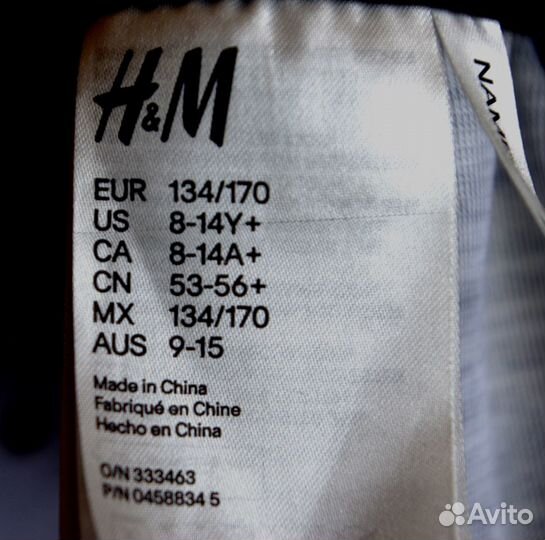 H&M
EUR 134/170
US 8-14Y+
CA 8-14A+
CN 53-56+
MX 134/170
AUS 9-15
Made in China
Fabriqué en Chine
Hecho en China
O/N 333463
P/N 0458834 5
Avito